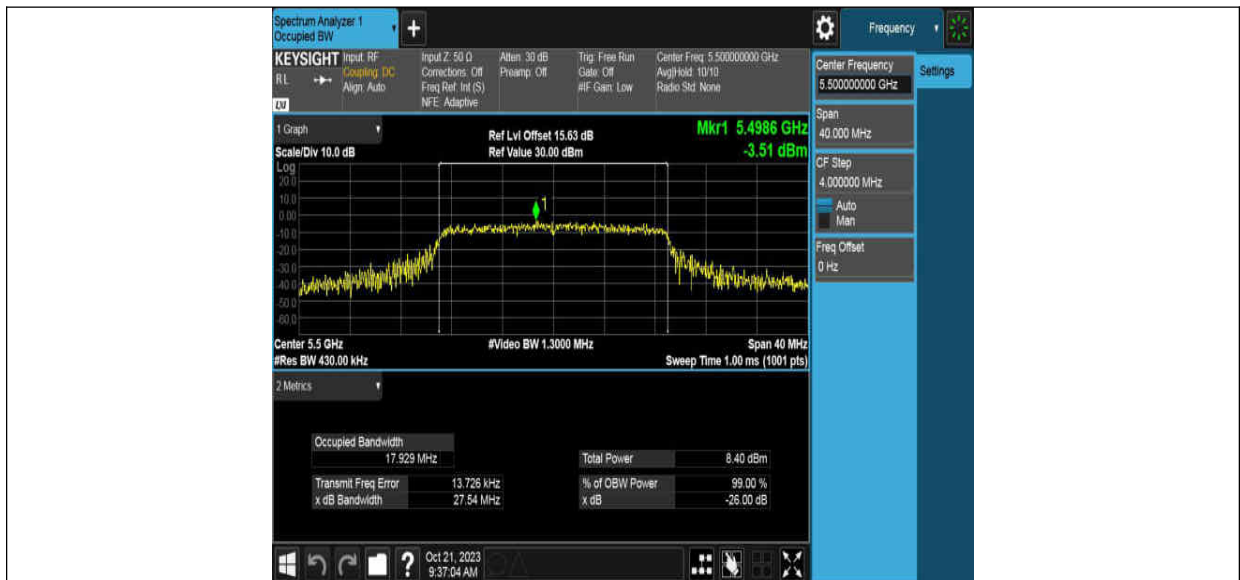 Spectrum Analyzer 1
Occupied BW
+
Frequency
KEYSIGHT
RL
LXI
Input: RF
Coupling: DC
Align: Auto
Input Z: 50 Ω
Corrections: Off
Freq Ref: Int (S)
NFE: Adaptive
Atten: 30 dB
Preamp: Off
Trig: Free Run
Gate: Off
#IF Gain: Low
Center Freq: 5.500000000 GHz
Avg|Hold: 10/10
Radio Std: None
Center Frequency
5.500000000 GHz
Settings
Span
40.000 MHz
CF Step
4.000000 MHz
Auto
Man
Freq Offset
0 Hz
1 Graph
Scale/Div 10.0 dB
Ref Lvl Offset 15.63 dB
Ref Value 30.00 dBm
Mkr1 5.4986 GHz
-3.51 dBm
Log
20.0
10.0
0.00
-10.0
-20.0
-30.0
-40.0
-50.0
-60.0
1
Center 5.5 GHz
#Res BW 430.00 kHz
#Video BW 1.3000 MHz
Span 40 MHz
Sweep Time 1.00 ms (1001 pts)
2 Metrics
Occupied Bandwidth
17.929 MHz
Total Power 8.40 dBm
Transmit Freq Error 13.726 kHz
% of OBW Power 99.00 %
x dB Bandwidth 27.54 MHz
x dB -26.00 dB
?
Oct 21, 2023
9:37:04 AM